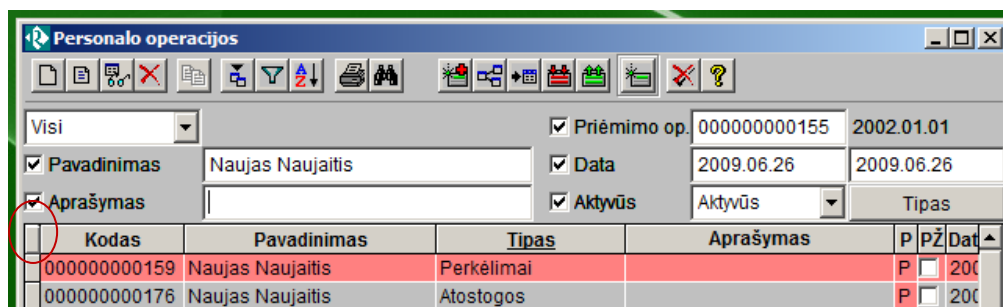 Personalo operacijos
Visi Priėmimo op. 000000000155 2002.01.01
Pavadinimas Naujas Naujaitis Data 2009.06.26 2009.06.26
Aprašymas Aktyvūs Aktyvūs Tipas
Kodas Pavadinimas Tipas Aprašymas P PŽ Dat
000000000159 Naujas Naujaitis Perkėlimai P 200
000000000176 Naujas Naujaitis Atostogos P 200